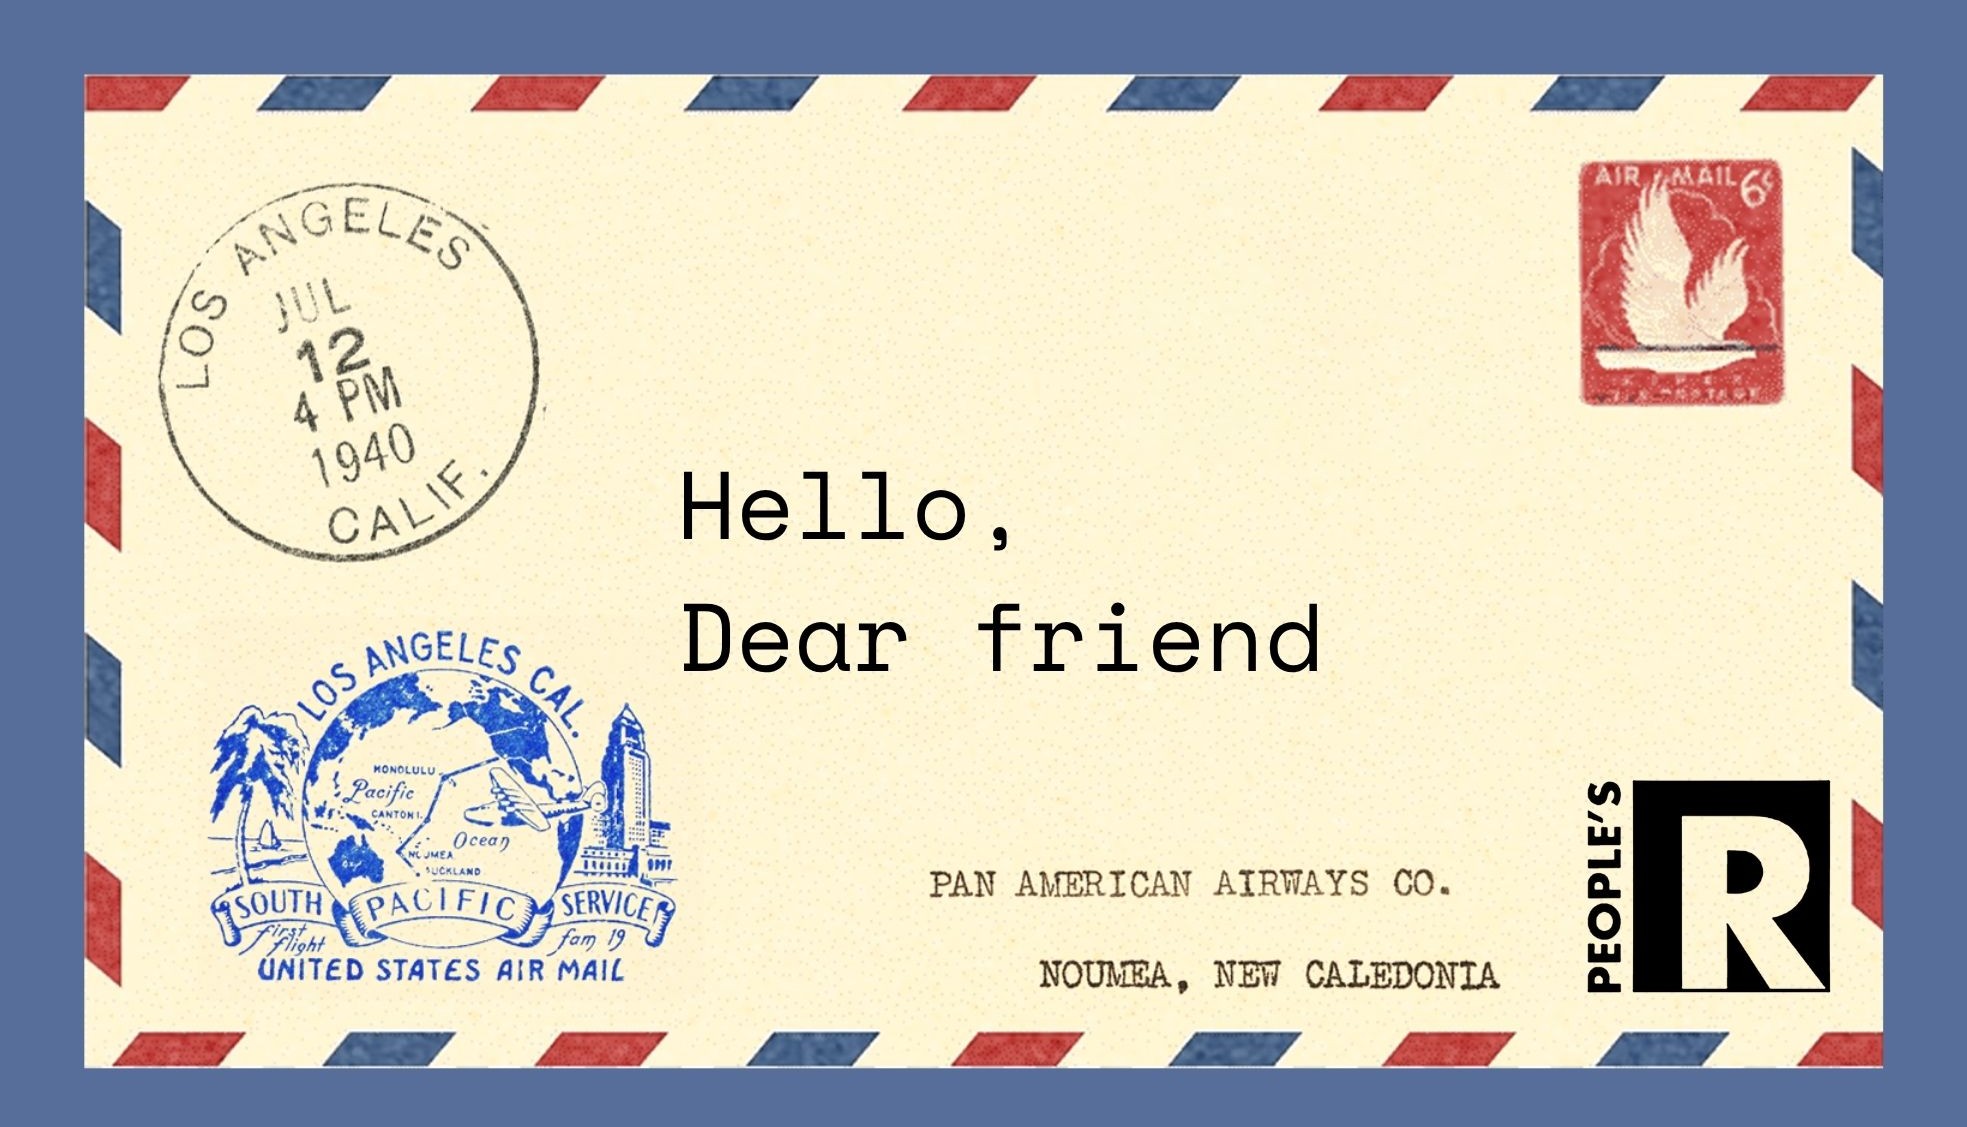 LOS ANGELES
JUL
12
4 PM
1940
CALIF.
AIR MAIL 6¢
Hello,
Dear friend
LOS ANGELES CAL.
HONOLULU
Pacific
CANTON I.
Ocean
SOUTH PACIFIC SERVICE
first flight
fam 19
UNITED STATES AIR MAIL
PAN AMERICAN AIRWAYS CO.
NOUMEA, NEW CALEDONIA
PEOPLE'S
R